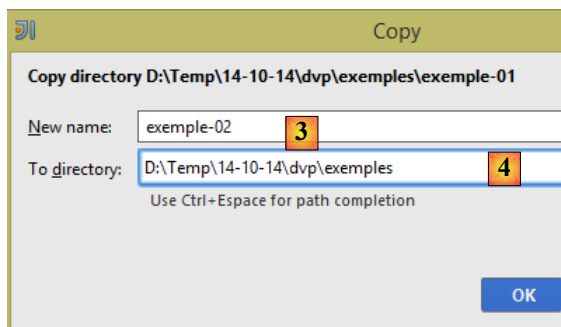 Copy
Copy directory D:\Temp\14-10-14\dvp\exemples\exemple-01
New name: exemple-02 3
To directory: D:\Temp\14-10-14\dvp\exemples 4
Use Ctrl+Espace for path completion
OK